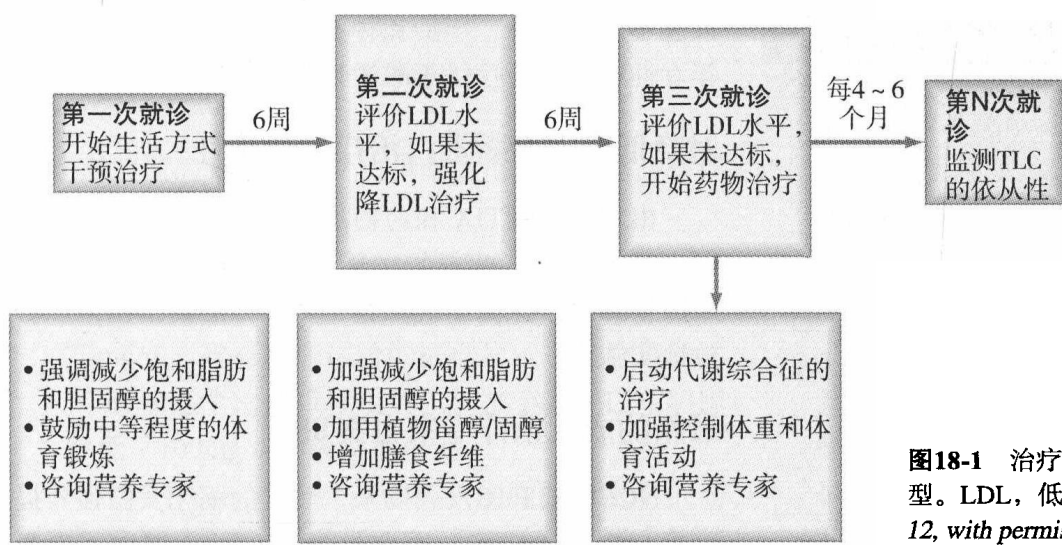 第一次就诊
开始生活方式
干预治疗
6周
第二次就诊
评价LDL水
平，如果未
达标，强化
降LDL治疗
6周
第三次就诊
评价LDL水平，
如果未达标，
开始药物治疗
每4～6
个月
第N次就
诊
监测TLC
的依从性
•强调减少饱和脂肪
和胆固醇的摄入
•鼓励中等程度的体
育锻炼
•咨询营养专家
•加强减少饱和脂肪
和胆固醇的摄入
•加用植物甾醇/固醇
•增加膳食纤维
•咨询营养专家
•启动代谢综合征的
治疗
•加强控制体重和体
育活动
•咨询营养专家
图18-1 治疗
型。LDL，低
12, with permi